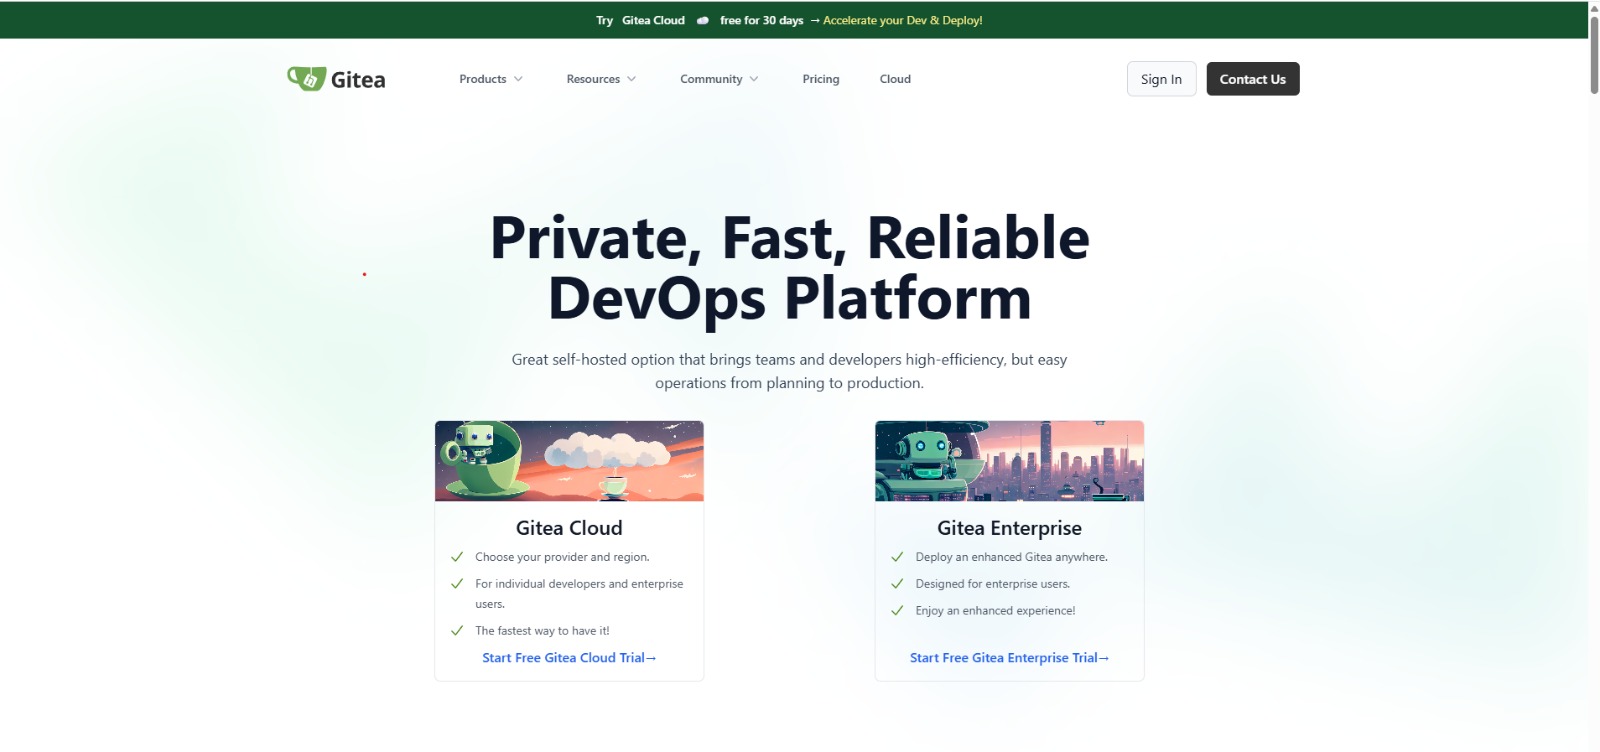 Try Gitea Cloud ☁️ free for 30 days → Accelerate your Dev & Deploy!
Gitea
Products
Resources
Community
Pricing
Cloud
Sign In
Contact Us
Private, Fast, Reliable
DevOps Platform
Great self-hosted option that brings teams and developers high-efficiency, but easy
operations from planning to production.
Gitea Cloud
Choose your provider and region.
For individual developers and enterprise
users.
The fastest way to have it!
Start Free Gitea Cloud Trial→
Gitea Enterprise
Deploy an enhanced Gitea anywhere.
Designed for enterprise users.
Enjoy an enhanced experience!
Start Free Gitea Enterprise Trial→